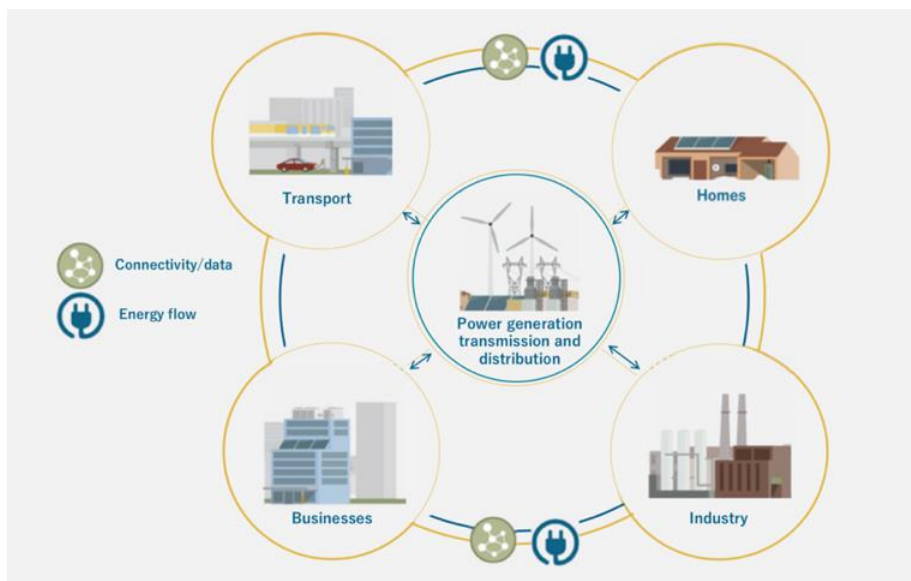 Transport
Homes
Connectivity/data
Energy flow
Power generation
transmission and
distribution
Businesses
Industry